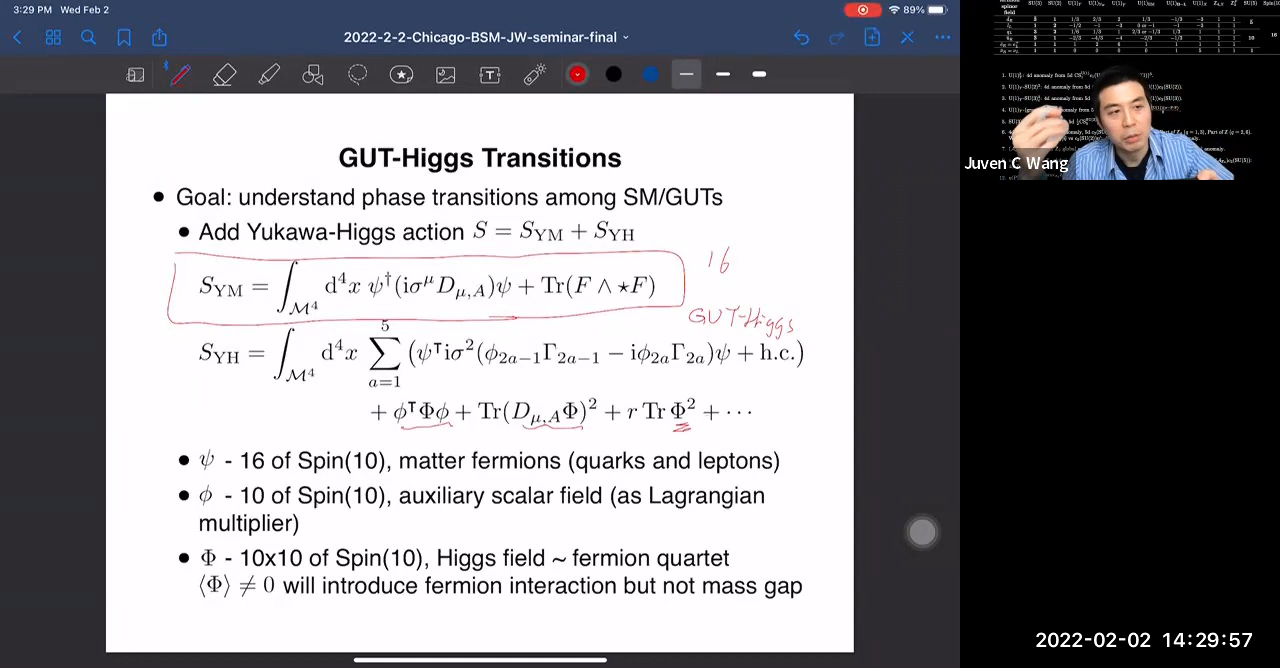 3:29 PM Wed Feb 2
89%
2022-2-2-Chicago-BSM-JW-seminar-final
GUT-Higgs Transitions
• Goal: understand phase transitions among SM/GUTs
• Add Yukawa-Higgs action S = S_YM + S_YH
S_YM = ∫_{M⁴} d⁴x ψ†(iσ^μ D_{μ,A})ψ + Tr(F ∧ ⋆F)
16
GUT-Higgs
S_YH = ∫_{M⁴} d⁴x ∑_{a=1}^{5} (ψ^⊤iσ²(ϕ_{2a−1}Γ_{2a−1} − iϕ_{2a}Γ_{2a})ψ + h.c.)
+ ϕ^⊤Φϕ + Tr(D_{μ,A}Φ)² + r Tr Φ² + ⋯
• ψ - 16 of Spin(10), matter fermions (quarks and leptons)
• ϕ - 10 of Spin(10), auxiliary scalar field (as Lagrangian
multiplier)
• Φ - 10x10 of Spin(10), Higgs field ~ fermion quartet
⟨Φ⟩ ≠ 0 will introduce fermion interaction but not mass gap
Juven C Wang
2022-02-02 14:29:57